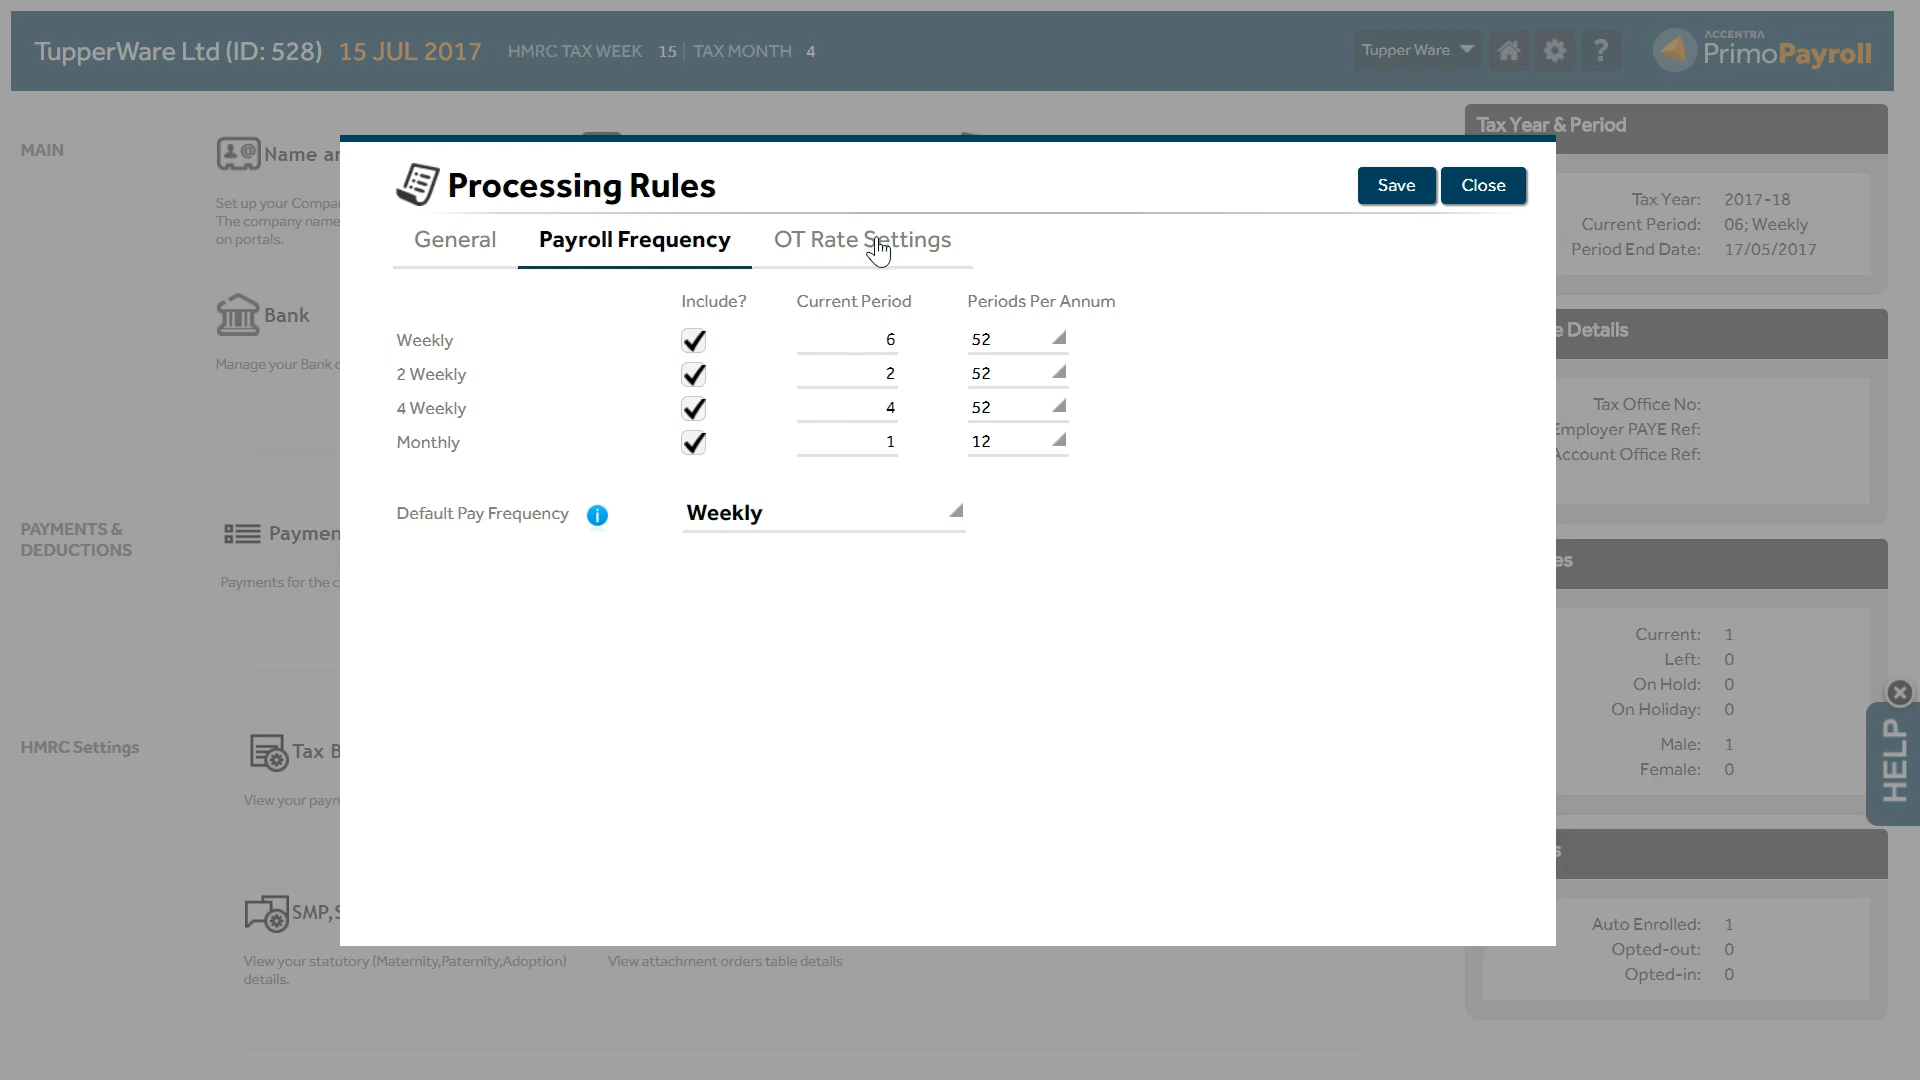 TupperWare Ltd (ID: 528) 15 JUL 2017 HMRC TAX WEEK 15 TAX MONTH 4
Tupper Ware
?
ACCENTRA
PrimoPayroll
MAIN
Name
Set up your
The company name
on portals.
Bank
Manage your Bank
PAYMENTS &
DEDUCTIONS
Payments for the
HMRC Settings
Tax
View your
SMP,
View your statutory (Maternity,Paternity,Adoption)
details.
View attachment orders table details
Processing Rules
Save
Close
General
Payroll Frequency
OT Rate Settings
Include? Current Period Periods Per Annum
Weekly 6 52
2 Weekly 2 52
4 Weekly 4 52
Monthly 1 12
Default Pay Frequency i Weekly
Tax Year & Period
Tax Year: 2017-18
Current Period: 06; Weekly
Period End Date: 17/05/2017
Details
Tax Office No:
Employer PAYE Ref:
Account Office Ref:
Current: 1
Left: 0
On Hold: 0
On Holiday: 0
Male: 1
Female: 0
HELP
Auto Enrolled: 1
Opted-out: 0
Opted-in: 0